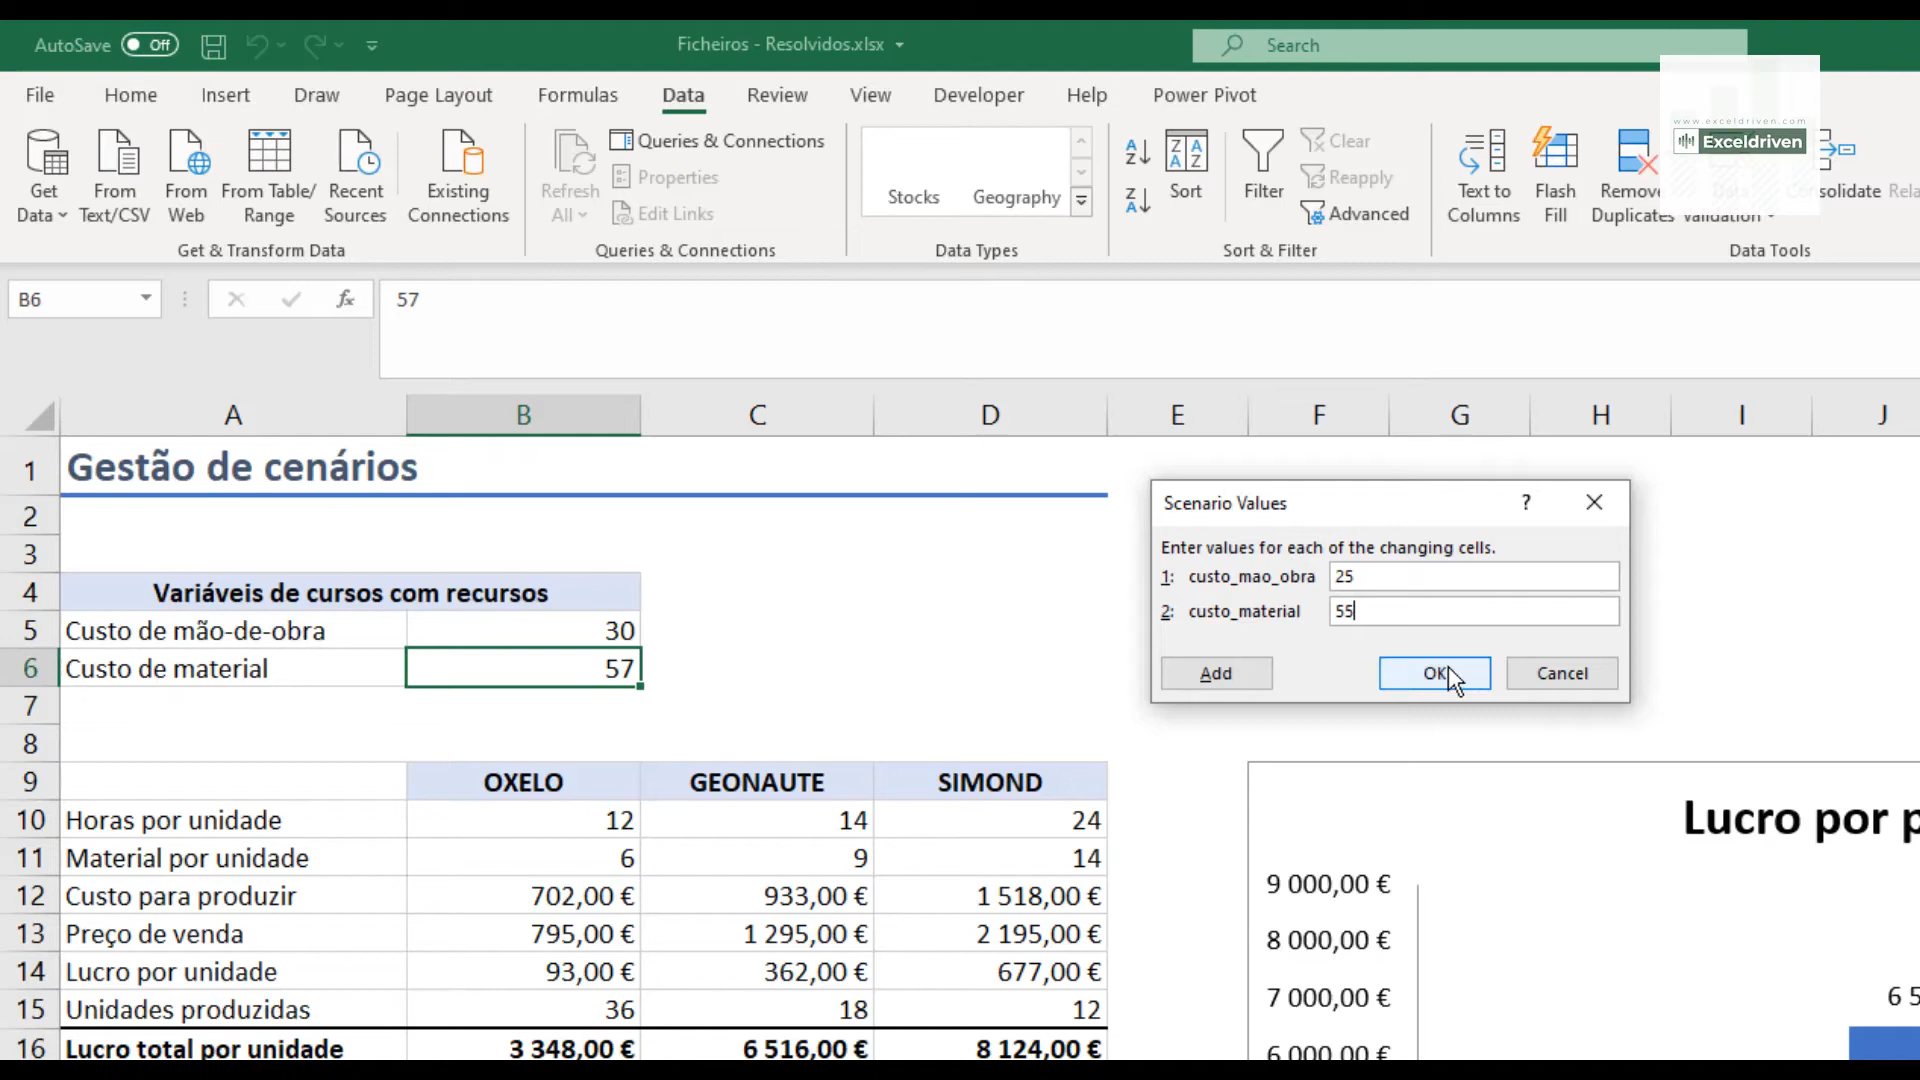 AutoSave Off
Ficheiros - Resolvidos.xlsx
Search
File Home Insert Draw Page Layout Formulas Data Review View Developer Help Power Pivot
www.exceldriven.com
Exceldriven
Get Data
From Text/CSV
From Web
From Table/ Range
Recent Sources
Existing Connections
Refresh All
Queries & Connections
Properties
Edit Links
Stocks Geography
Sort
Filter
Clear
Reapply
Advanced
Text to Columns
Flash Fill
Remove Duplicates
Data Validation
Consolidate
Get & Transform Data
Queries & Connections
Data Types
Sort & Filter
Data Tools
B6
fx
57
A B C D E F G H I J
1 Gestão de cenários
2
3
4 Variáveis de cursos com recursos
5 Custo de mão-de-obra 30
6 Custo de material 57
7
8
9 OXELO GEONAUTE SIMOND
10 Horas por unidade 12 14 24
11 Material por unidade 6 9 14
12 Custo para produzir 702,00 € 933,00 € 1 518,00 €
13 Preço de venda 795,00 € 1 295,00 € 2 195,00 €
14 Lucro por unidade 93,00 € 362,00 € 677,00 €
15 Unidades produzidas 36 18 12
16 Lucro total por unidade 3 348,00 € 6 516,00 € 8 124,00 €
Scenario Values
?
Enter values for each of the changing cells.
1: custo_mao_obra 25
2: custo_material 55
Add OK Cancel
Lucro por p
9 000,00 €
8 000,00 €
7 000,00 €
6 000,00 €
6 5